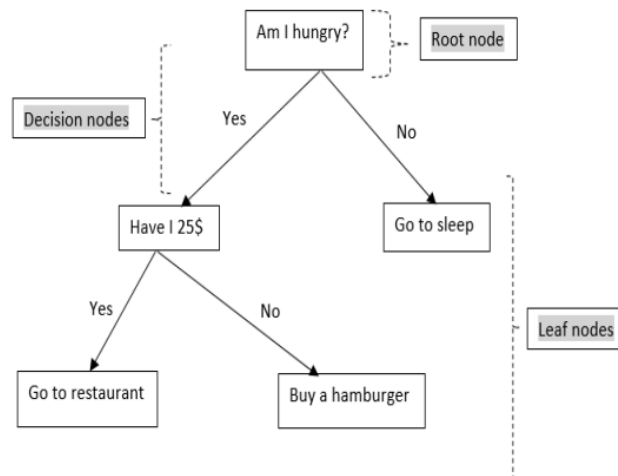 Am I hungry?
Root node
Decision nodes
Yes
No
Have I 25$
Go to sleep
Yes
No
Leaf nodes
Go to restaurant
Buy a hamburger